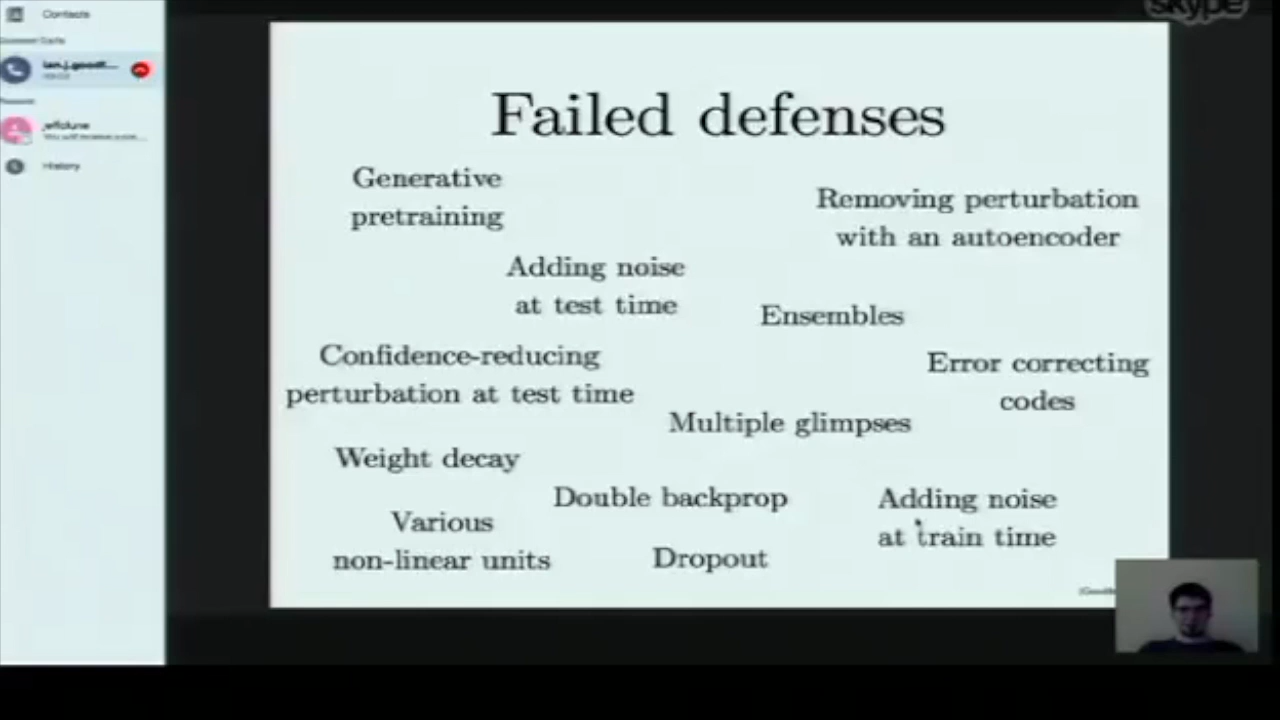 Contacts
skype
History
Failed defenses
Generative
pretraining
Removing perturbation
with an autoencoder
Adding noise
at test time
Ensembles
Confidence-reducing
perturbation at test time
Error correcting
codes
Multiple glimpses
Weight decay
Double backprop
Adding noise
at train time
Various
non-linear units
Dropout